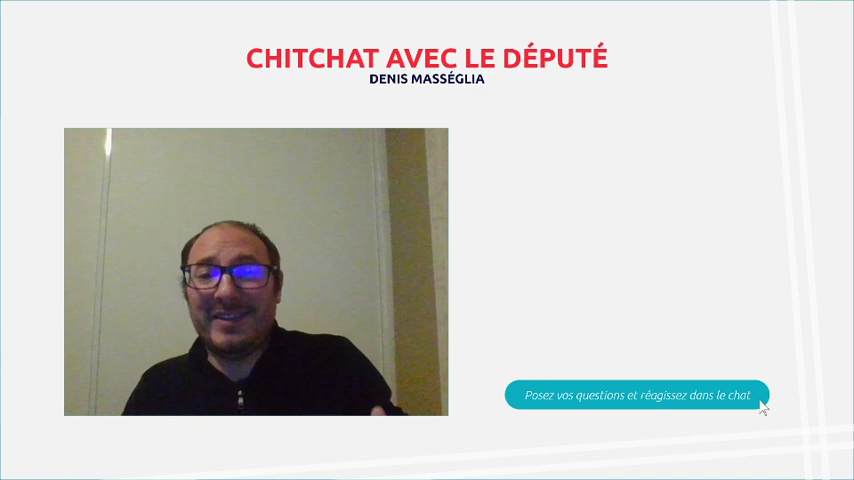 CHITCHAT AVEC LE DÉPUTÉ
DENIS MASSÉGLIA
Posez vos questions et réagissez dans le chat